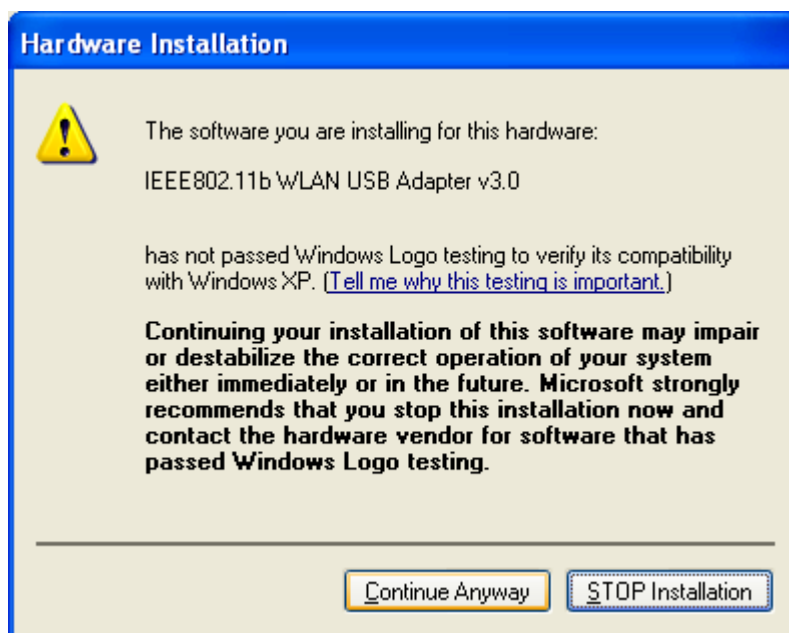 Hardware Installation
The software you are installing for this hardware:
IEEE802.11b WLAN USB Adapter v3.0
has not passed Windows Logo testing to verify its compatibility
with Windows XP. (Tell me why this testing is important.)
Continuing your installation of this software may impair
or destabilize the correct operation of your system
either immediately or in the future. Microsoft strongly
recommends that you stop this installation now and
contact the hardware vendor for software that has
passed Windows Logo testing.
Continue Anyway
STOP Installation